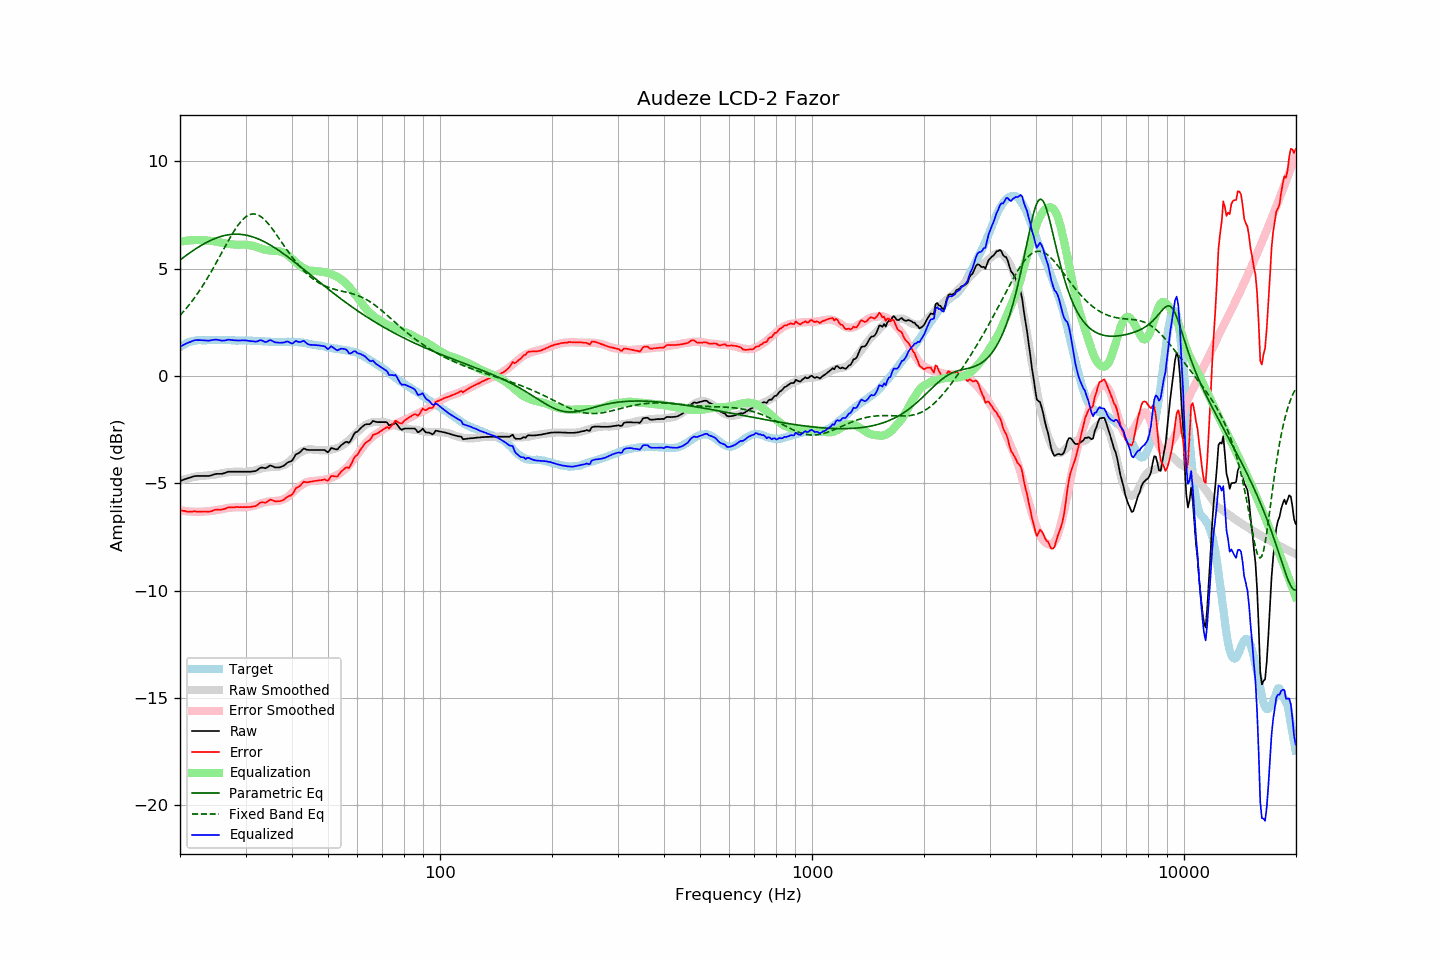 Audeze LCD-2 Fazor
Amplitude (dBr)
10
5
0
−5
−10
−15
−20
Target
Raw Smoothed
Error Smoothed
Raw
Error
Equalization
Parametric Eq
Fixed Band Eq
Equalized
100 1000 10000
Frequency (Hz)